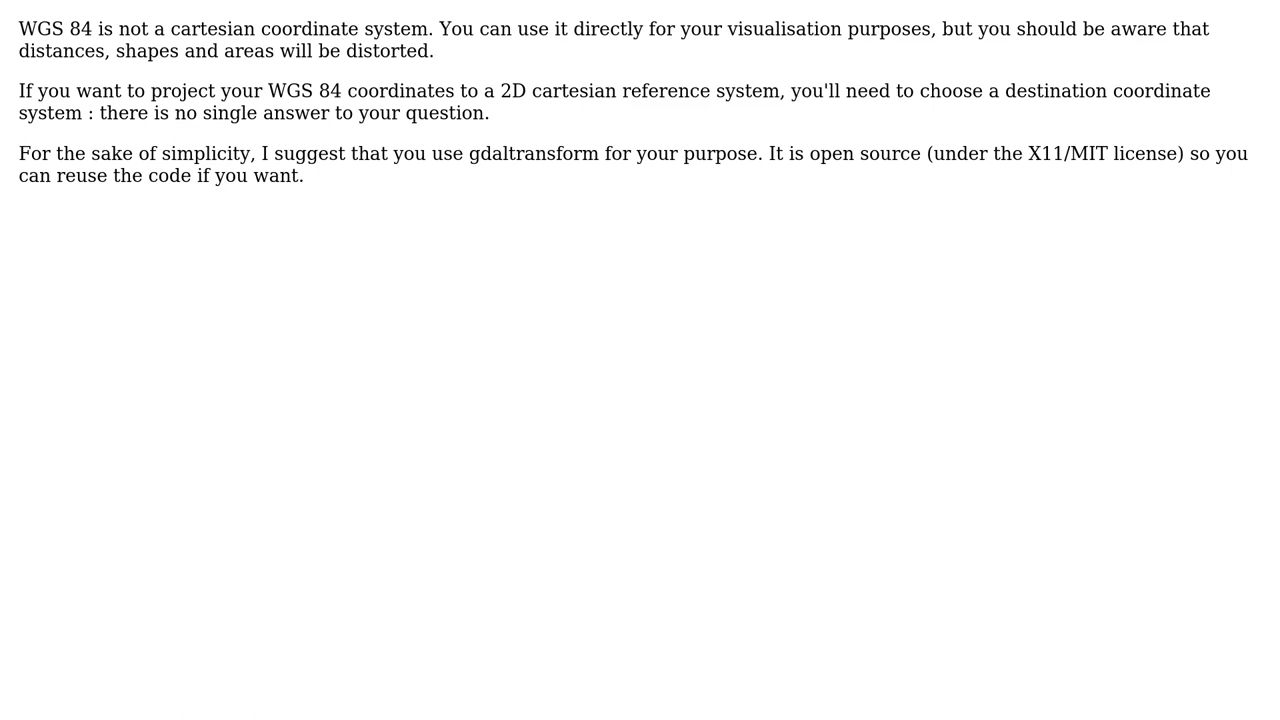 WGS 84 is not a cartesian coordinate system. You can use it directly for your visualisation purposes, but you should be aware that
distances, shapes and areas will be distorted.
If you want to project your WGS 84 coordinates to a 2D cartesian reference system, you'll need to choose a destination coordinate
system : there is no single answer to your question.
For the sake of simplicity, I suggest that you use gdaltransform for your purpose. It is open source (under the X11/MIT license) so you
can reuse the code if you want.